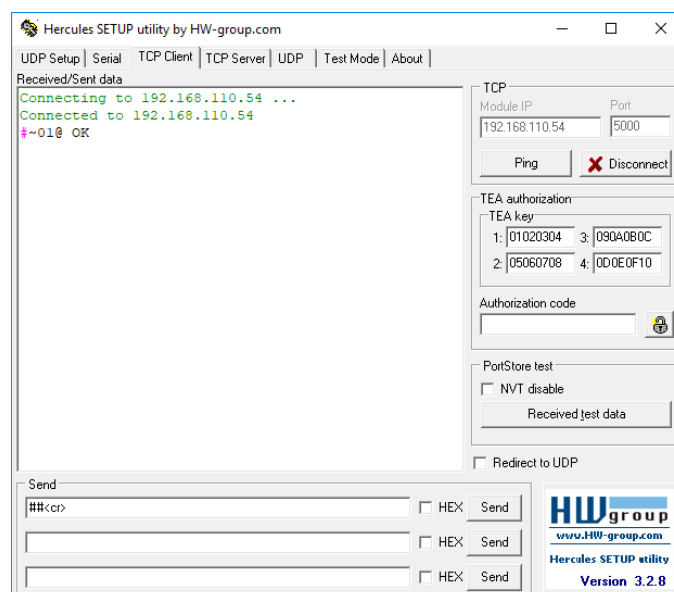 Hercules SETUP utility by HW-group.com
UDP Setup Serial TCP Client TCP Server UDP Test Mode About
Received/Sent data
Connecting to 192.168.110.54 ...
Connected to 192.168.110.54
#~01@ OK
TCP
Module IP Port
192.168.110.54 5000
Ping Disconnect
TEA authorization
TEA key
1: 01020304 3: 090A0B0C
2: 05060708 4: 0D0E0F10
Authorization code
PortStore test
NVT disable
Received test data
Redirect to UDP
Send
##<cr> HEX Send
HEX Send
HEX Send
HW group
www.HW-group.com
Hercules SETUP utility
Version 3.2.8